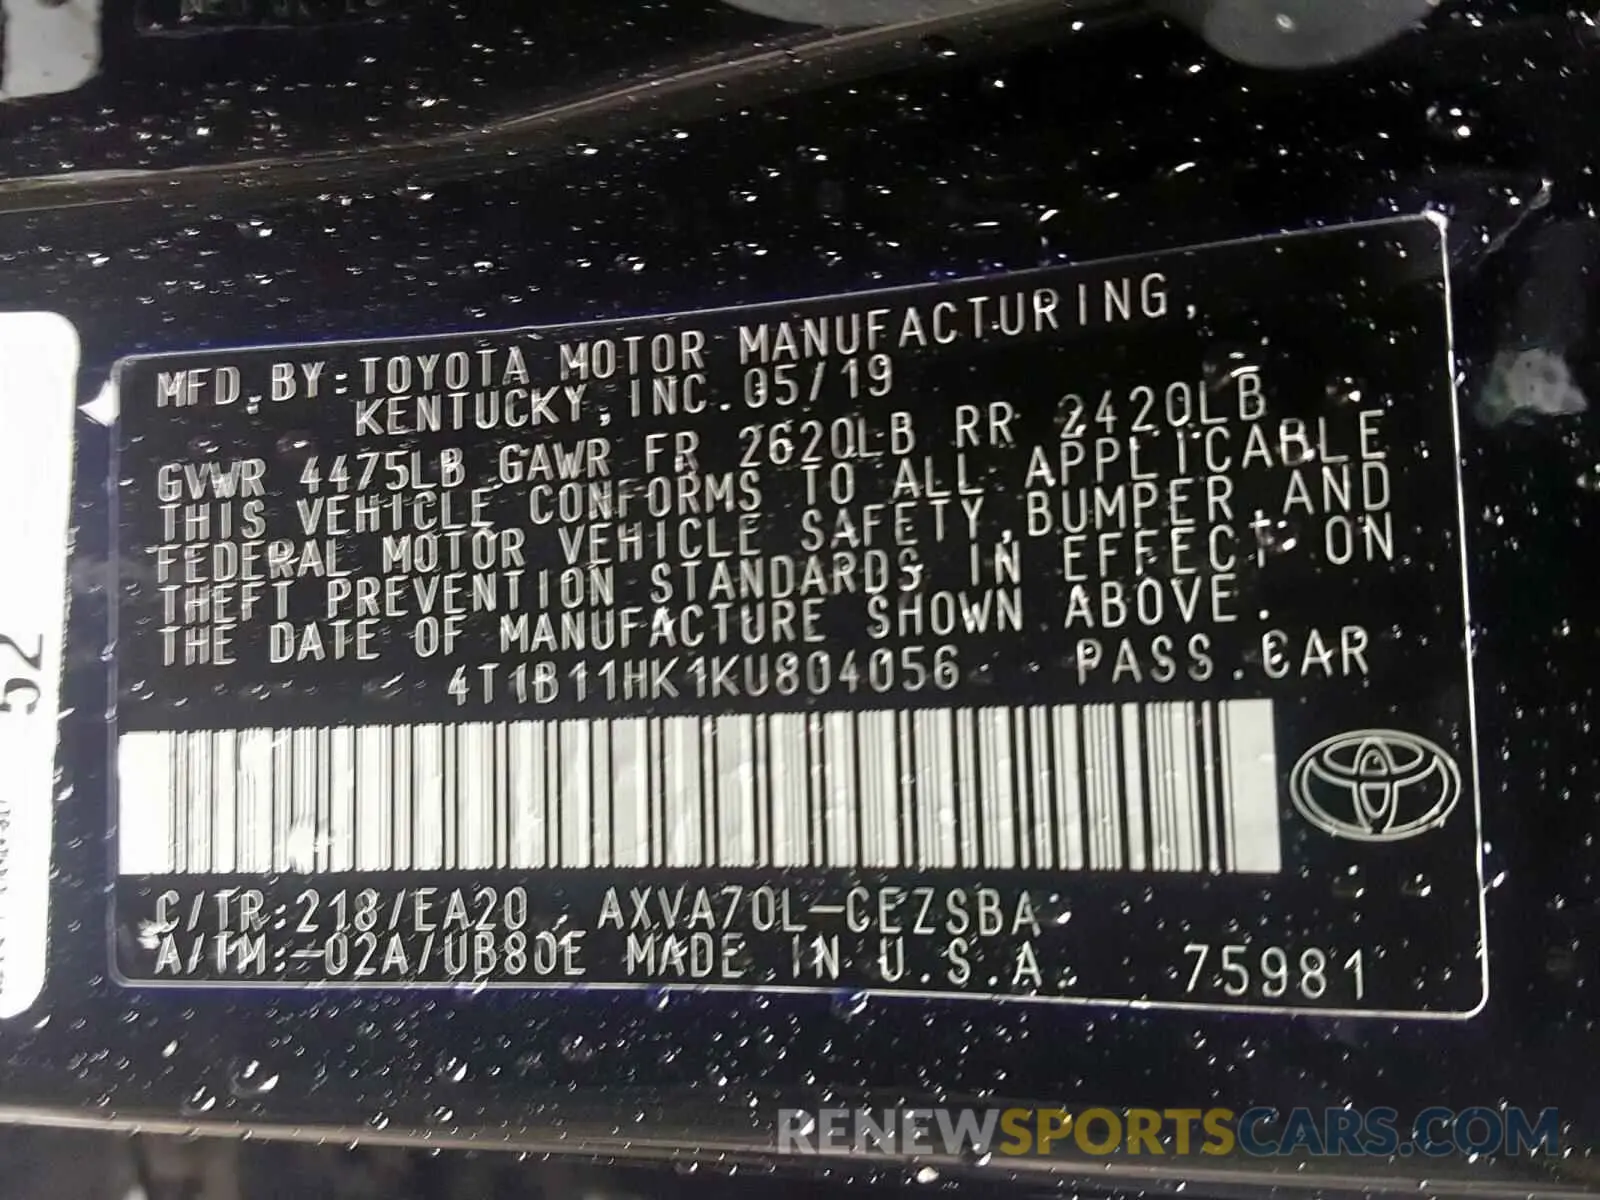 MFD.BY:TOYOTA MOTOR MANUFACTURING,
KENTUCKY,INC.05/19
GVWR 4475LB GAWR FR 2620LB RR 2420LB
THIS VEHICLE CONFORMS TO ALL APPLICABLE
FEDERAL MOTOR VEHICLE SAFETY,BUMPER,AND
THEFT PREVENTION STANDARDS IN EFFECT ON
THE DATE OF MANUFACTURE SHOWN ABOVE.
4T1B11HK1KU804056 PASS.CAR
C/TR:218/EA20 AXVA70L-CEZSBA
A/TM:-02A/UB80E MADE IN U.S.A. 75981
52
RENEWSPORTSCARS.COM